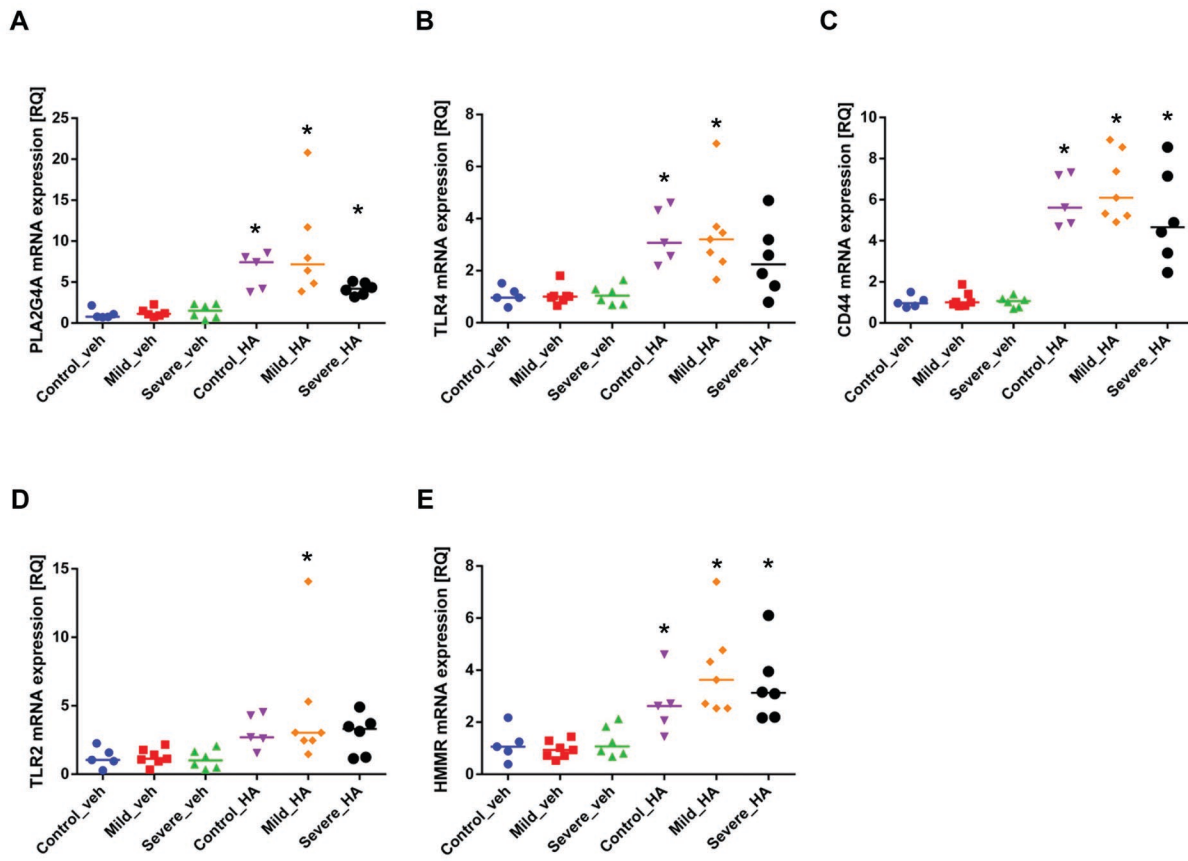 A
PLA2G4A mRNA expression [RQ]
25
20
15
10
5
0
*
*
*
Control_veh
Mild_veh
Severe_veh
Control_HA
Mild_HA
Severe_HA
B
TLR4 mRNA expression [RQ]
8
6
4
2
0
*
*
Control_veh
Mild_veh
Severe_veh
Control_HA
Mild_HA
Severe_HA
C
CD44 mRNA expression [RQ]
10
8
6
4
2
0
*
*
*
Control_veh
Mild_veh
Severe_veh
Control_HA
Mild_HA
Severe_HA
D
TLR2 mRNA expression [RQ]
15
10
5
0
*
Control_veh
Mild_veh
Severe_veh
Control_HA
Mild_HA
Severe_HA
E
HMMR mRNA expression [RQ]
8
6
4
2
0
*
*
*
Control_veh
Mild_veh
Severe_veh
Control_HA
Mild_HA
Severe_HA